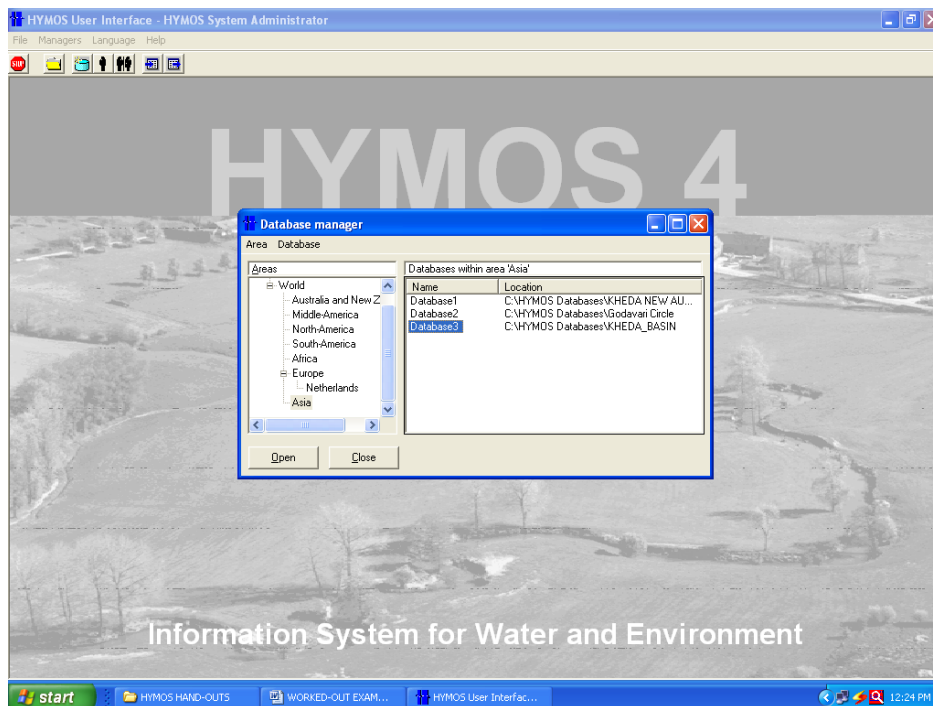 HYMOS User Interface - HYMOS System Administrator
File Managers Language Help
STOP
HYMOS 4
Database manager
Area Database
Areas
World
Australia and New Z
Middle-America
North-America
South-America
Africa
Europe
Netherlands
Asia
Databases within area 'Asia'
Name Location
Database1 C:\HYMOS Databases\KHEDA NEW AU...
Database2 C:\HYMOS Databases\Godavari Circle
Database3 C:\HYMOS Databases\KHEDA_BASIN
Open Close
Information System for Water and Environment
start HYMOS HAND-OUTS WORKED-OUT EXAM... HYMOS User Interfac... 12:24 PM